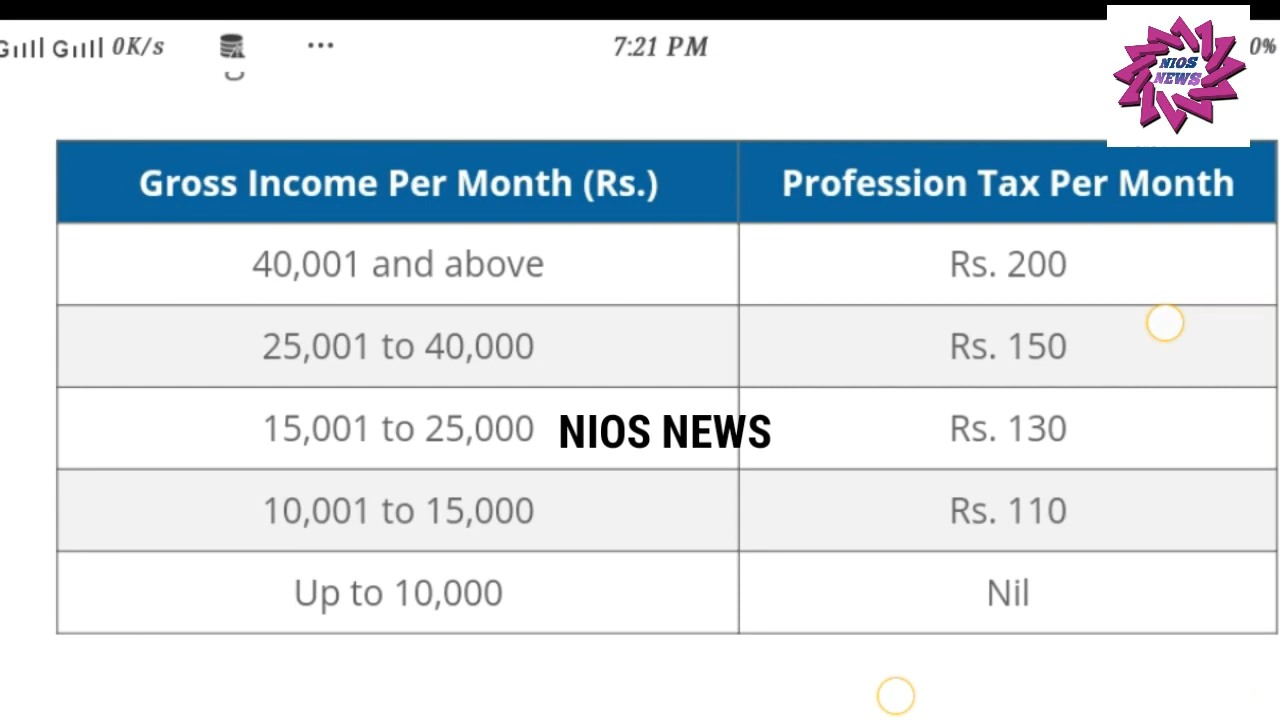 Gıııl Gıııl 0K/s ... 7:21 PM 0%
NIOS
NEWS
Gross Income Per Month (Rs.) Profession Tax Per Month
40,001 and above Rs. 200
25,001 to 40,000 Rs. 150
15,001 to 25,000 NIOS NEWS Rs. 130
10,001 to 15,000 Rs. 110
Up to 10,000 Nil